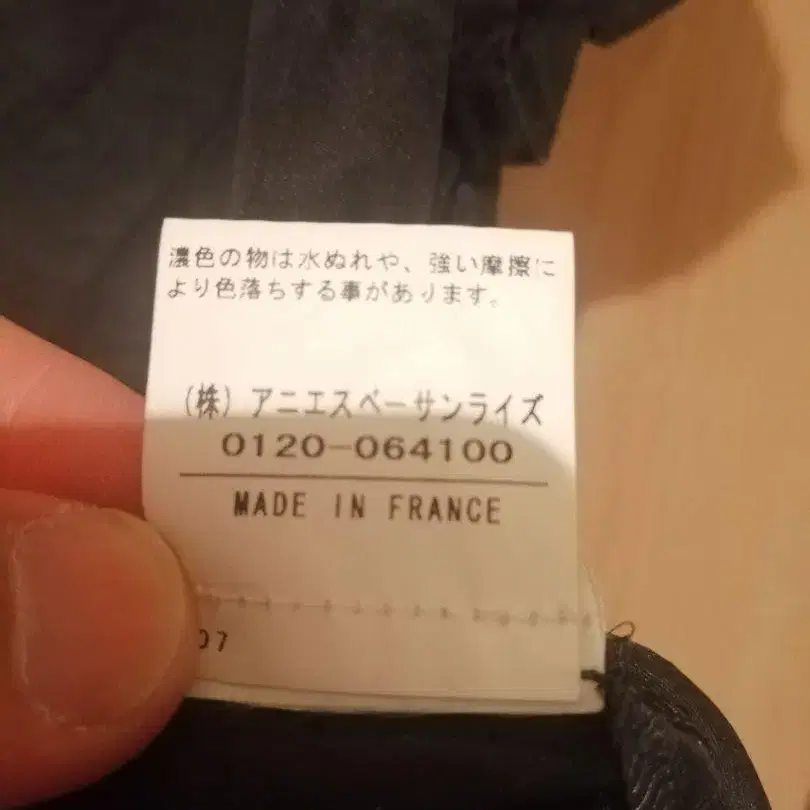 濃色の物は水ぬれや、強い摩擦に
より色落ちする事があります。
(株)アニエスベーサンライズ
0120-064100
MADE IN FRANCE
07